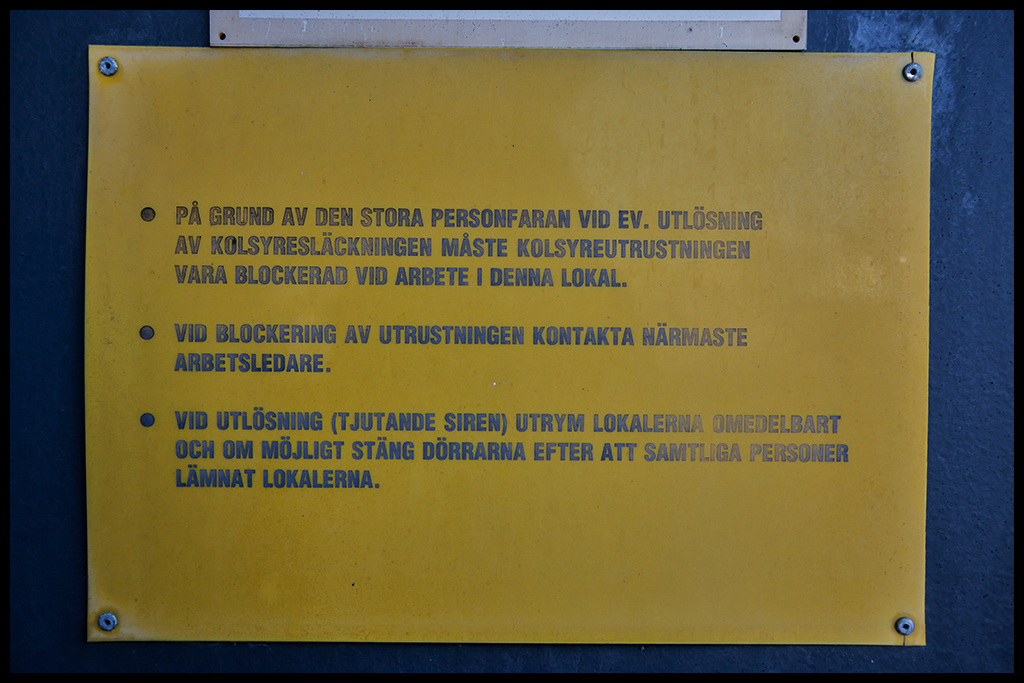 ● PÅ GRUND AV DEN STORA PERSONFARAN VID EV. UTLÖSNING
AV KOLSYRESLÄCKNINGEN MÅSTE KOLSYREUTRUSTNINGEN
VARA BLOCKERAD VID ARBETE I DENNA LOKAL.
● VID BLOCKERING AV UTRUSTNINGEN KONTAKTA NÄRMASTE
ARBETSLEDARE.
● VID UTLÖSNING (TJUTANDE SIREN) UTRYM LOKALERNA OMEDELBART
OCH OM MÖJLIGT STÄNG DÖRRARNA EFTER ATT SAMTLIGA PERSONER
LÄMNAT LOKALERNA.